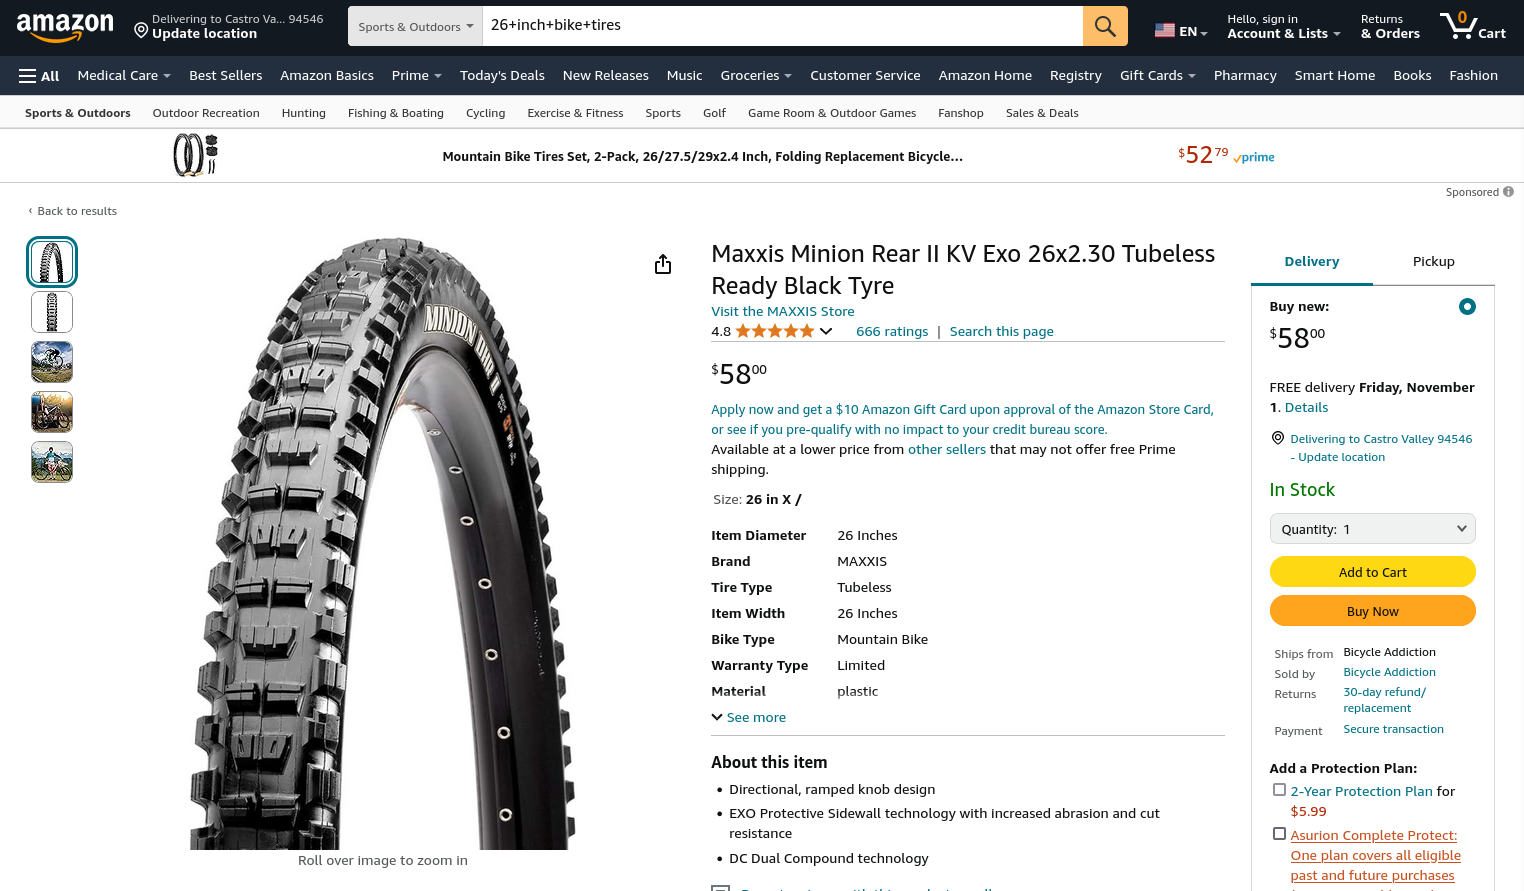 amazon
Delivering to Castro Va... 94546
Update location
Sports & Outdoors
26+inch+bike+tires
EN
Hello, sign in
Account & Lists
Returns
& Orders
0
Cart
All
Medical Care
Best Sellers
Amazon Basics
Prime
Today's Deals
New Releases
Music
Groceries
Customer Service
Amazon Home
Registry
Gift Cards
Pharmacy
Smart Home
Books
Fashion
Sports & Outdoors
Outdoor Recreation
Hunting
Fishing & Boating
Cycling
Exercise & Fitness
Sports
Golf
Game Room & Outdoor Games
Fanshop
Sales & Deals
Mountain Bike Tires Set, 2-Pack, 26/27.5/29x2.4 Inch, Folding Replacement Bicycle...
$52 79 prime
Sponsored
‹ Back to results
MINION
Roll over image to zoom in
Maxxis Minion Rear II KV Exo 26x2.30 Tubeless
Ready Black Tyre
Visit the MAXXIS Store
4.8 666 ratings | Search this page
$58 00
Apply now and get a $10 Amazon Gift Card upon approval of the Amazon Store Card,
or see if you pre-qualify with no impact to your credit bureau score.
Available at a lower price from other sellers that may not offer free Prime
shipping.
Size: 26 in X /
Item Diameter 26 Inches
Brand MAXXIS
Tire Type Tubeless
Item Width 26 Inches
Bike Type Mountain Bike
Warranty Type Limited
Material plastic
See more
About this item
• Directional, ramped knob design
• EXO Protective Sidewall technology with increased abrasion and cut
resistance
• DC Dual Compound technology
Delivery
Pickup
Buy new:
$58 00
FREE delivery Friday, November
1. Details
Delivering to Castro Valley 94546
- Update location
In Stock
Quantity: 1
Add to Cart
Buy Now
Ships from Bicycle Addiction
Sold by Bicycle Addiction
Returns 30-day refund/
replacement
Payment Secure transaction
Add a Protection Plan:
2-Year Protection Plan for
$5.99
Asurion Complete Protect:
One plan covers all eligible
past and future purchases